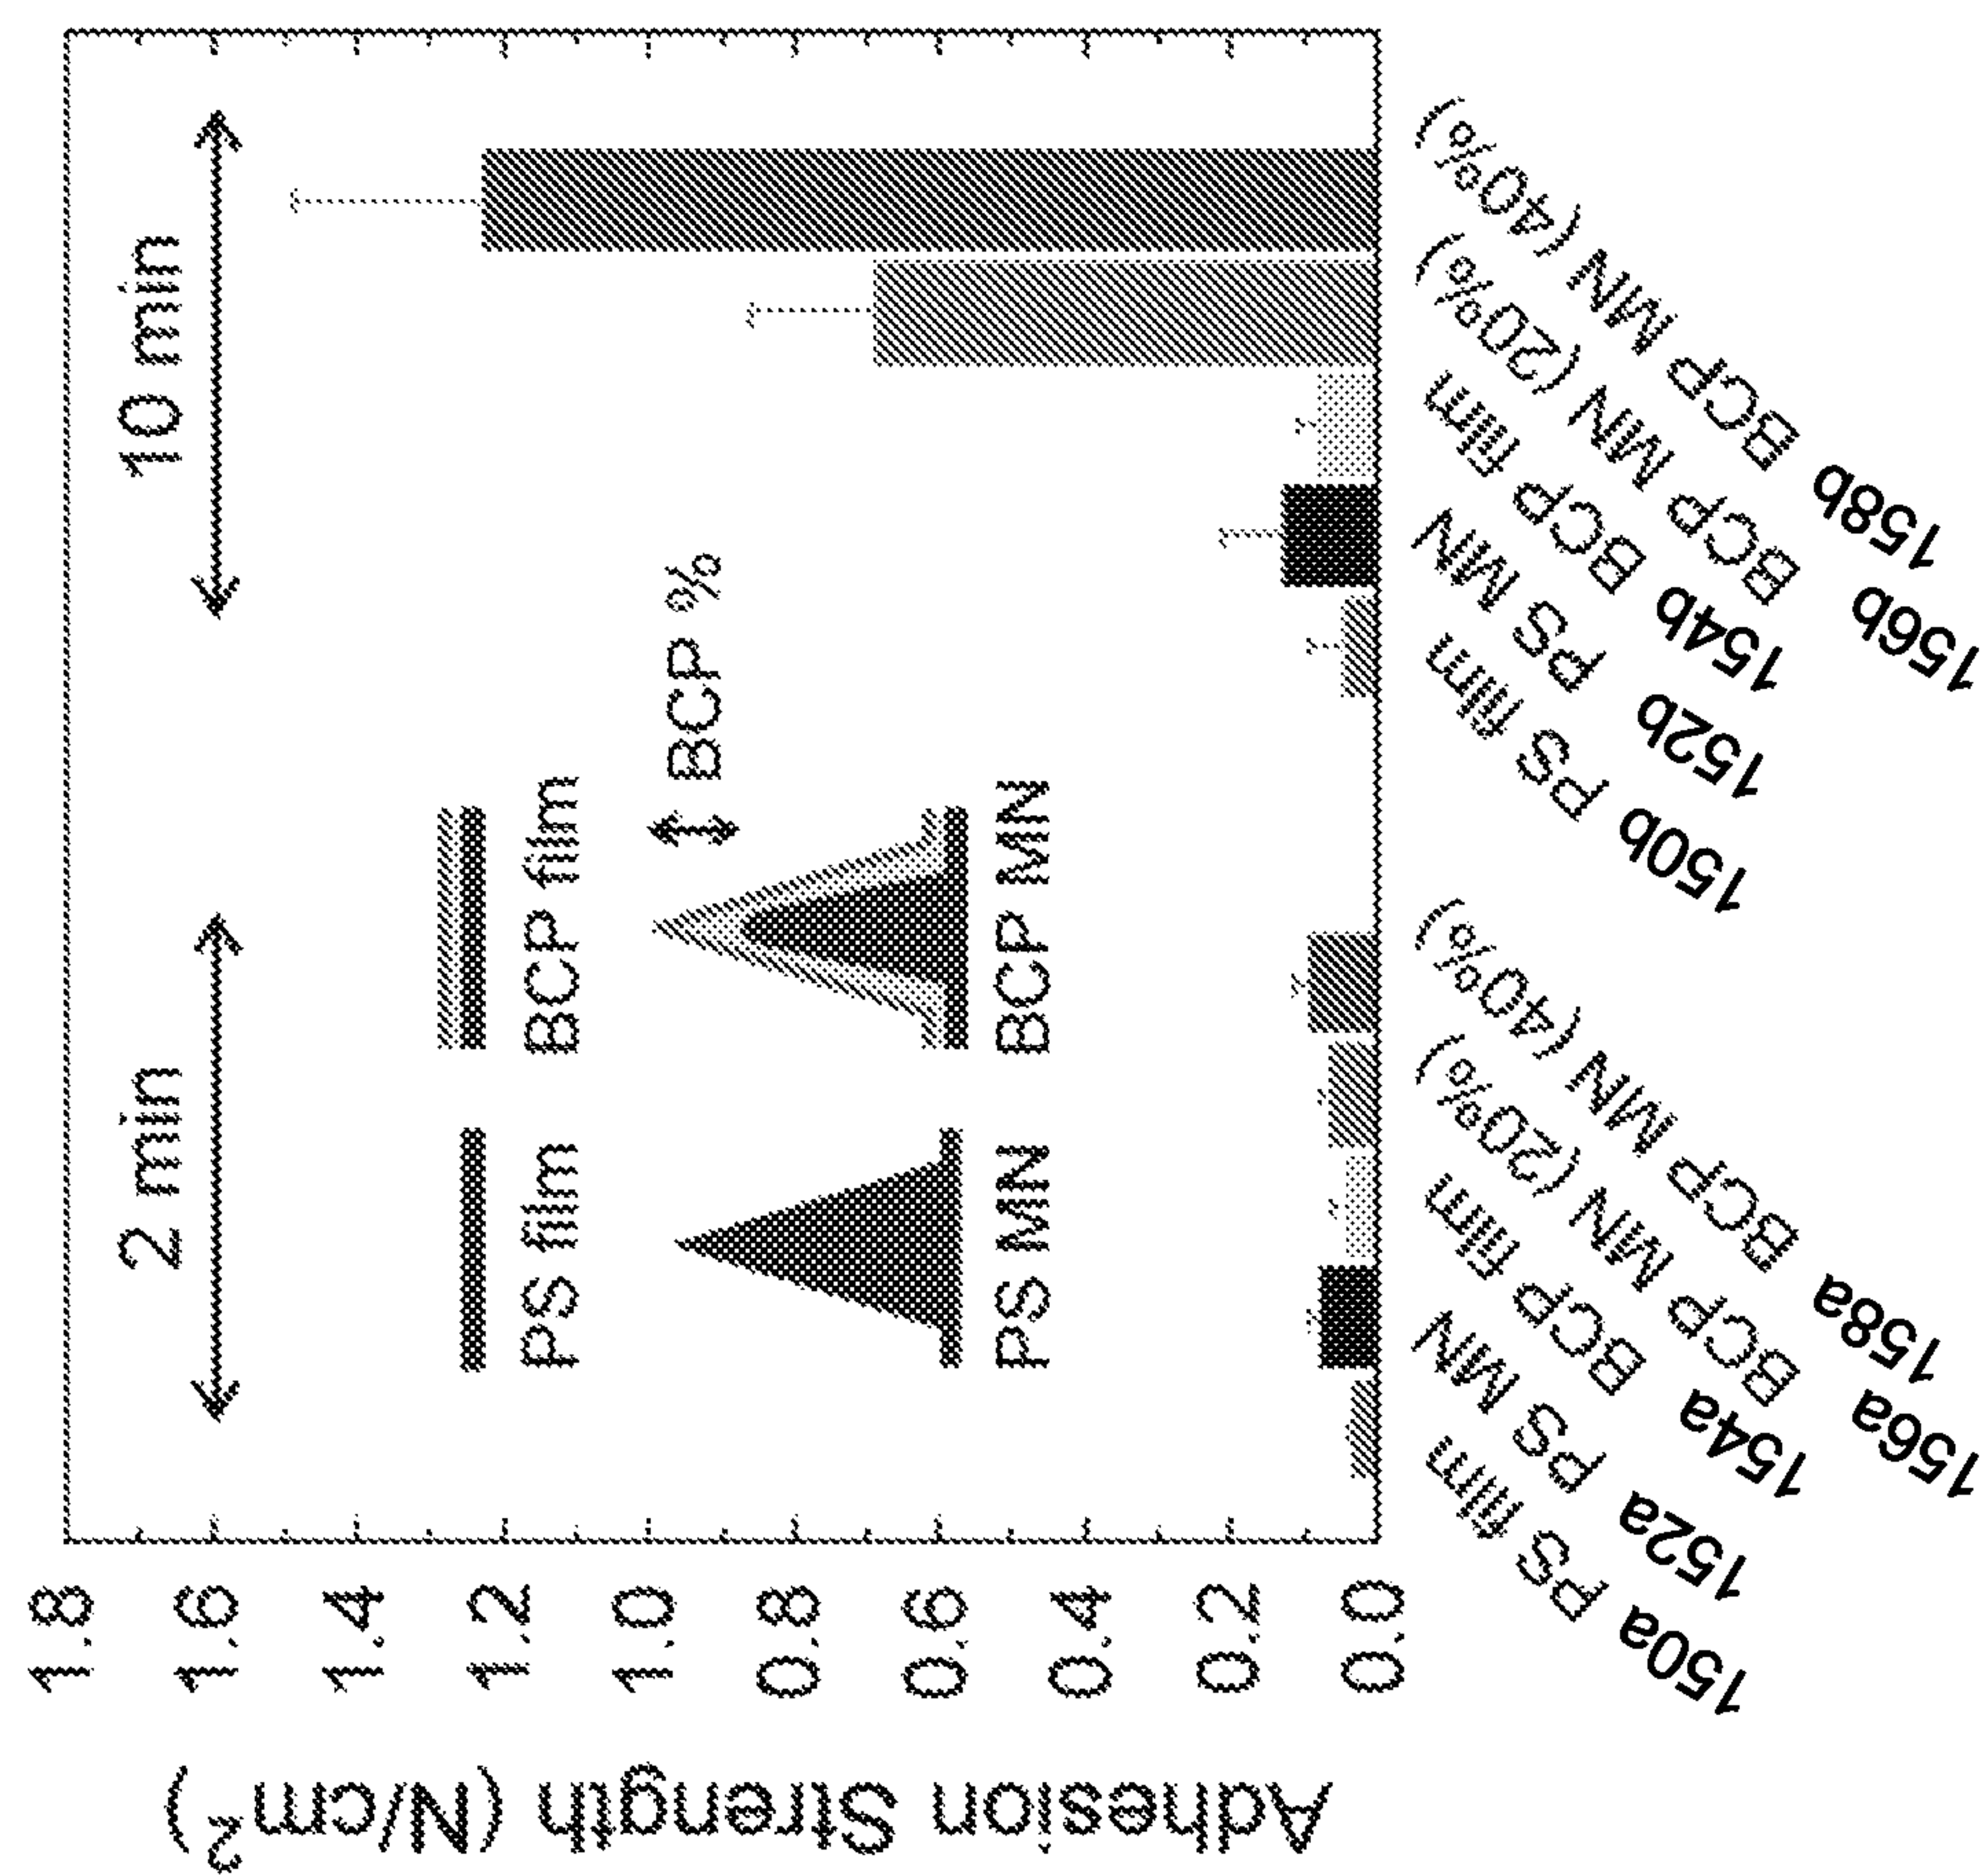 Adhesion Strength (N/cm²)
1.8
1.6
1.4
1.2
1.0
0.8
0.6
0.4
0.2
0.0
2 min
10 min
PS film
BCP film
BCP %
PS MN
BCP MN
150a PS film
152a PS MN
154a BCP film
156a BCP MN (20%)
158a BCP MN (40%)
150b PS film
152b PS MN
154b BCP film
156b BCP MN (20%)
158b BCP MN (40%)